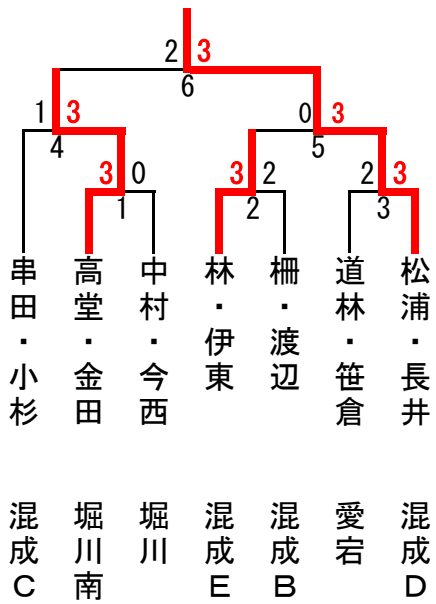 2 3
6
1 3
0 3
4
5
3 0
3 2
2 3
1
2
3
串田・小杉
高堂・金田
中村・今西
林・伊東
柵・渡辺
道林・笹倉
松浦・長井
混成C
堀川南
堀川
混成E
混成B
愛宕
混成D